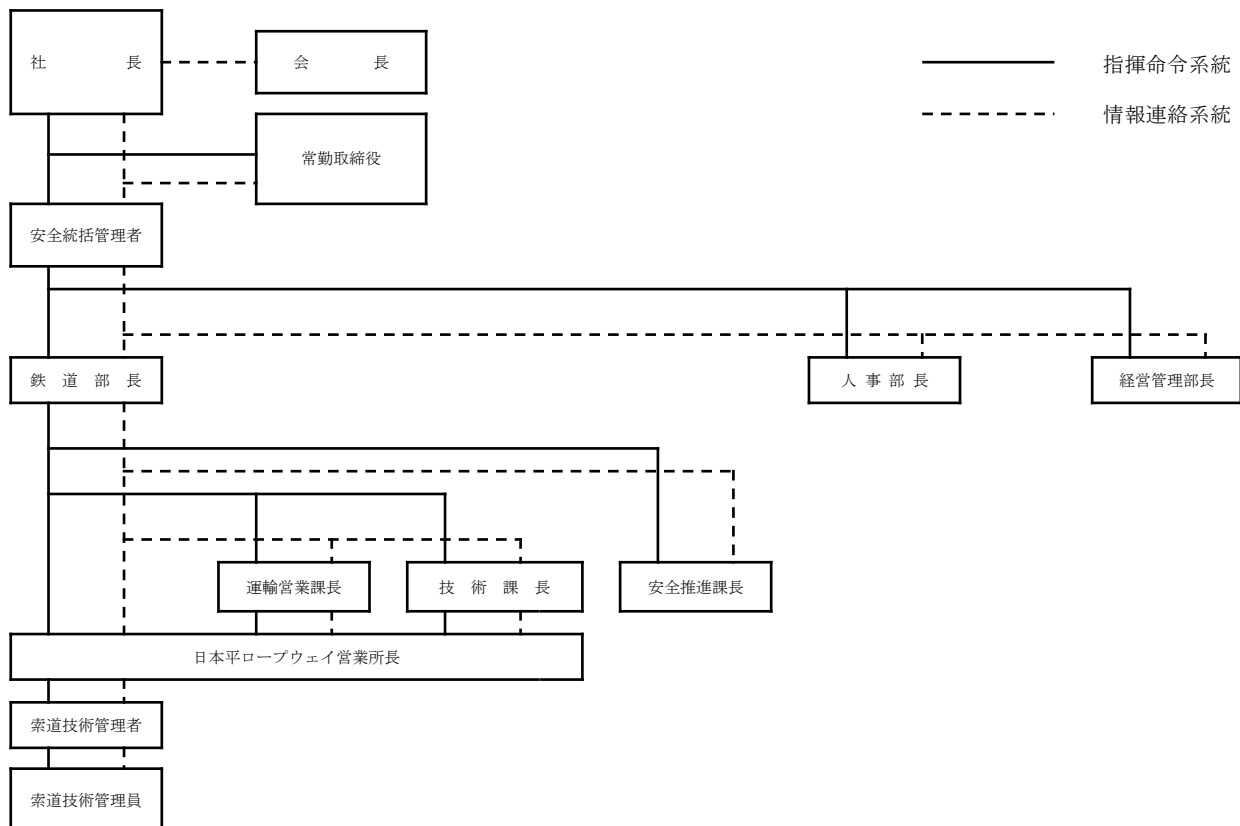 社 長
会 長
指揮命令系統
情報連絡系統
常勤取締役
安全統括管理者
鉄 道 部 長
人 事 部 長
経営管理部長
運輸営業課長
技 術 課 長
安全推進課長
日本平ロープウェイ営業所長
索道技術管理者
索道技術管理員